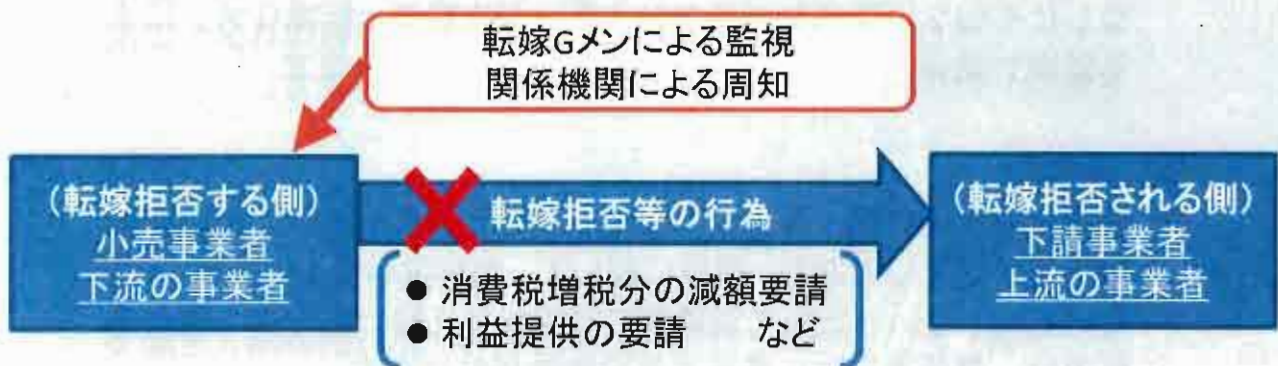 転嫁Gメンによる監視
関係機関による周知
(転嫁拒否する側)
小売事業者
下流の事業者
転嫁拒否等の行為
● 消費税増税分の減額要請
● 利益提供の要請　　など
(転嫁拒否される側)
下請事業者
上流の事業者